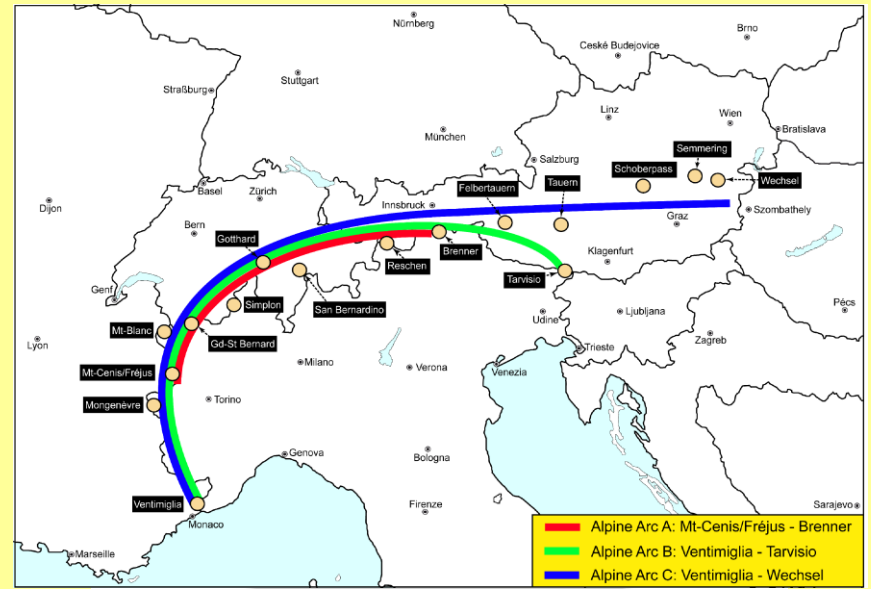 Nürnberg
Brno
Ceské Budejovice
Stuttgart
Straßburg
Linz
Wien
München
Bratislava
Semmering
Salzburg
Schoberpass
Wechsel
Tauern
Felbertauern
Basel
Zürich
Innsbruck
Dijon
Szombathely
Bern
Graz
Gotthard
Brenner
Klagenfurt
Reschen
Tarvisio
Genf
Simplon
San Bernardino
Pécs
Udine
Ljubljana
Mt-Blanc
Gd-St Bernard
Zagreb
Lyon
Trieste
Milano
Verona
Venezia
Mt-Cenis/Fréjus
Torino
Mongenèvre
Genova
Bologna
Ventimiglia
Firenze
Sarajevo
Monaco
Marseille
Alpine Arc A: Mt-Cenis/Fréjus - Brenner
Alpine Arc B: Ventimiglia - Tarvisio
Alpine Arc C: Ventimiglia - Wechsel